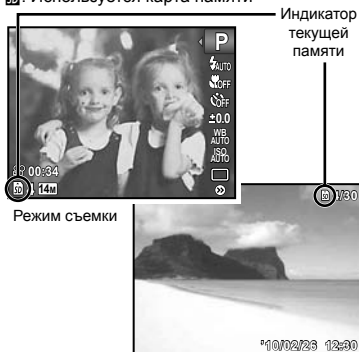 : Используется карта памяти
Индикатор
текущей
памяти
P
AUTO
OFF
OFF
±0.0
WB
AUTO
ISO
AUTO
00:34
14M
Режим съемки
4/30
'10/02/26 12:30